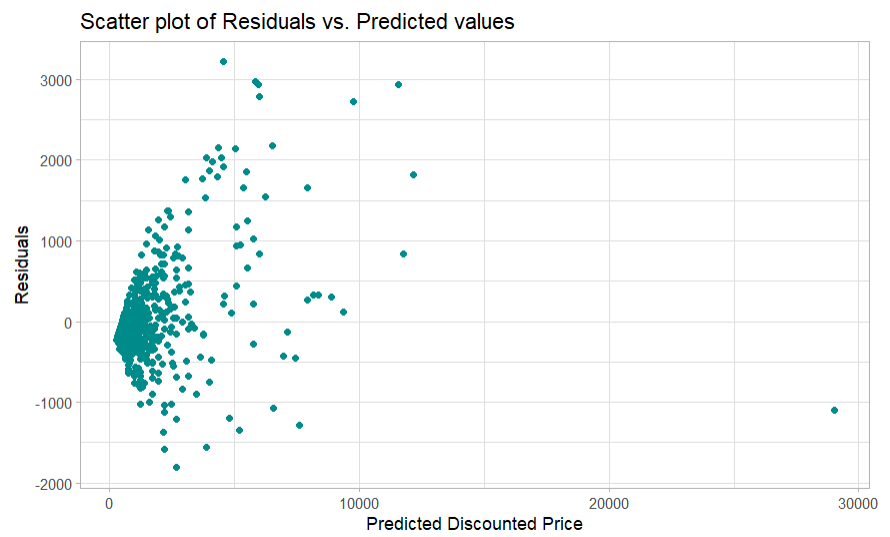 Scatter plot of Residuals vs. Predicted values
3000
2000
1000
0
-1000
-2000
Residuals
0 10000 20000 30000
Predicted Discounted Price